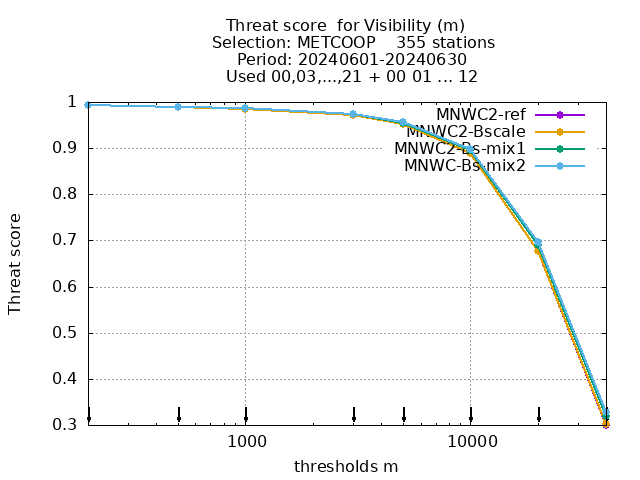 Threat score  for Visibility (m)
Selection: METCOOP    355 stations
Period: 20240601-20240630
Used 00,03,...,21 + 00 01 ... 12
MNWC2-ref
MNWC2-Bscale
MNWC2-Bs-mix1
MNWC-Bs-mix2
1
0.9
0.8
0.7
0.6
0.5
0.4
0.3
Threat score
1000 10000
thresholds m